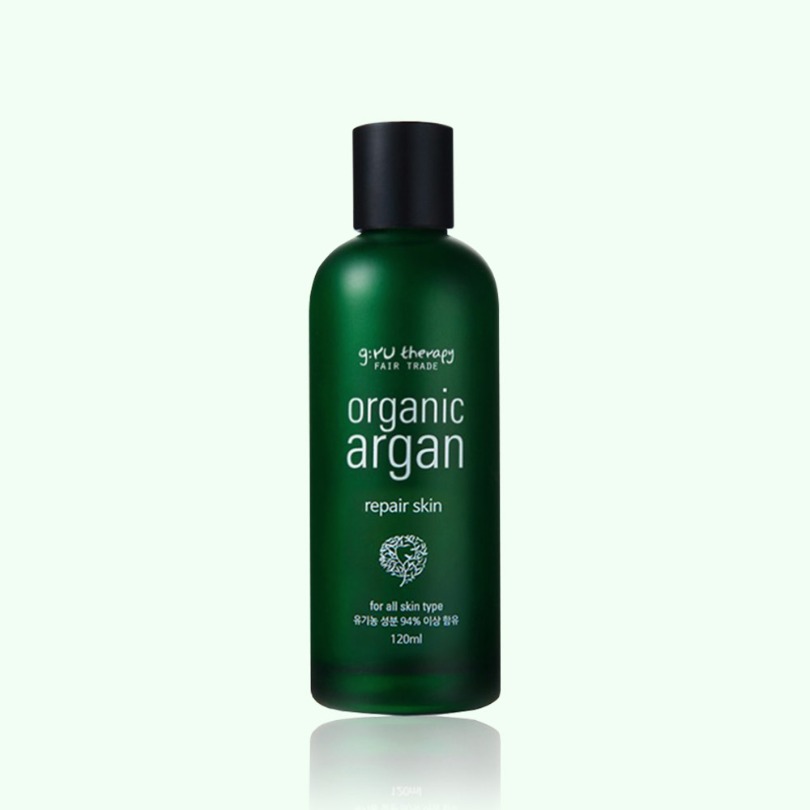 g:ru therapy
FAIR TRADE
organic
argan
repair skin
for all skin type
유기농 성분 94% 이상 함유
120ml